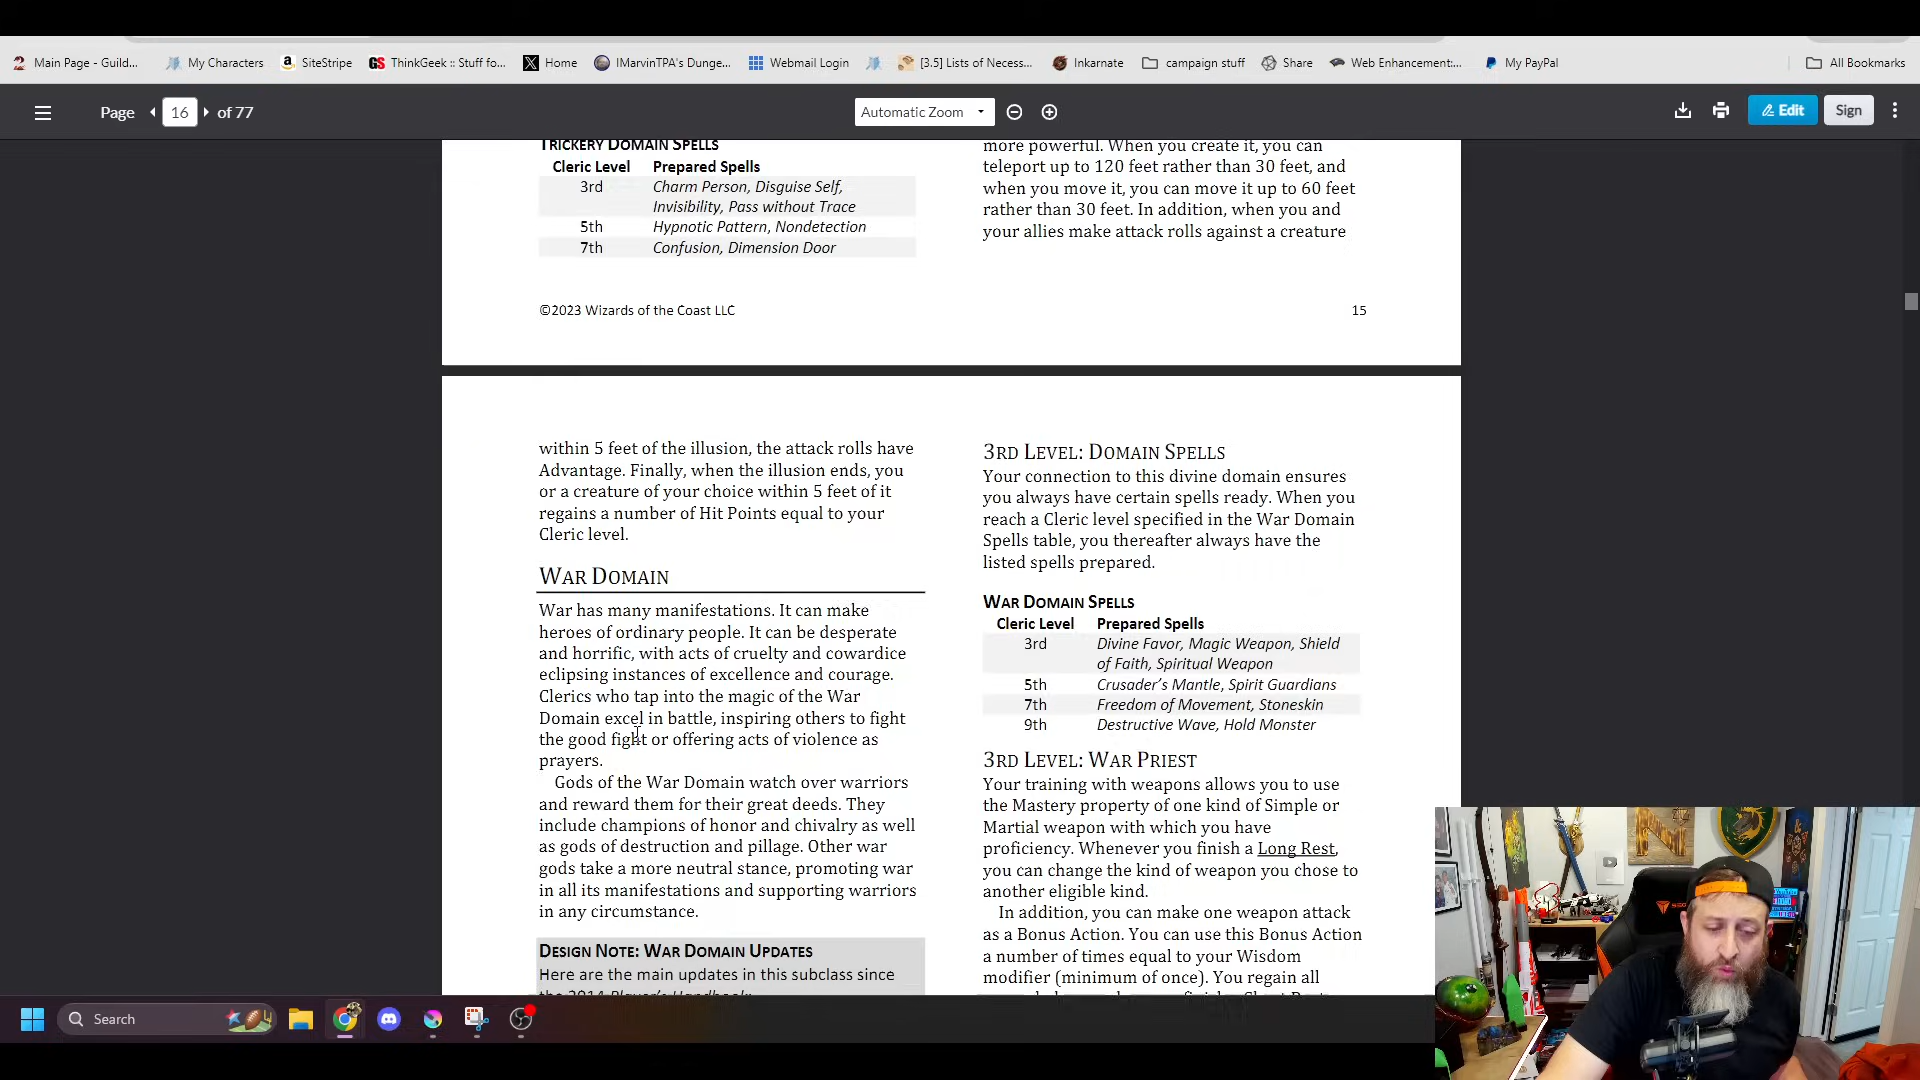 Main Page - Guild...
My Characters
SiteStripe
ThinkGeek :: Stuff fo...
Home
IMarvinTPA's Dunge...
Webmail Login
[3.5] Lists of Necess...
Inkarnate
campaign stuff
Share
Web Enhancement:...
My PayPal
All Bookmarks
Page
16
of 77
Automatic Zoom
Edit
Sign
TRICKERY DOMAIN SPELLS
Cleric Level Prepared Spells
3rd Charm Person, Disguise Self,
Invisibility, Pass without Trace
5th Hypnotic Pattern, Nondetection
7th Confusion, Dimension Door
more powerful. When you create it, you can
teleport up to 120 feet rather than 30 feet, and
when you move it, you can move it up to 60 feet
rather than 30 feet. In addition, when you and
your allies make attack rolls against a creature
©2023 Wizards of the Coast LLC
15
within 5 feet of the illusion, the attack rolls have
Advantage. Finally, when the illusion ends, you
or a creature of your choice within 5 feet of it
regains a number of Hit Points equal to your
Cleric level.
WAR DOMAIN
War has many manifestations. It can make
heroes of ordinary people. It can be desperate
and horrific, with acts of cruelty and cowardice
eclipsing instances of excellence and courage.
Clerics who tap into the magic of the War
Domain excel in battle, inspiring others to fight
the good fight or offering acts of violence as
prayers.
Gods of the War Domain watch over warriors
and reward them for their great deeds. They
include champions of honor and chivalry as well
as gods of destruction and pillage. Other war
gods take a more neutral stance, promoting war
in all its manifestations and supporting warriors
in any circumstance.
DESIGN NOTE: WAR DOMAIN UPDATES
Here are the main updates in this subclass since
the 2014 Player's Handbook:
3RD LEVEL: DOMAIN SPELLS
Your connection to this divine domain ensures
you always have certain spells ready. When you
reach a Cleric level specified in the War Domain
Spells table, you thereafter always have the
listed spells prepared.
WAR DOMAIN SPELLS
Cleric Level Prepared Spells
3rd Divine Favor, Magic Weapon, Shield
of Faith, Spiritual Weapon
5th Crusader's Mantle, Spirit Guardians
7th Freedom of Movement, Stoneskin
9th Destructive Wave, Hold Monster
3RD LEVEL: WAR PRIEST
Your training with weapons allows you to use
the Mastery property of one kind of Simple or
Martial weapon with which you have
proficiency. Whenever you finish a Long Rest,
you can change the kind of weapon you chose to
another eligible kind.
In addition, you can make one weapon attack
as a Bonus Action. You can use this Bonus Action
a number of times equal to your Wisdom
modifier (minimum of once). You regain all
Search